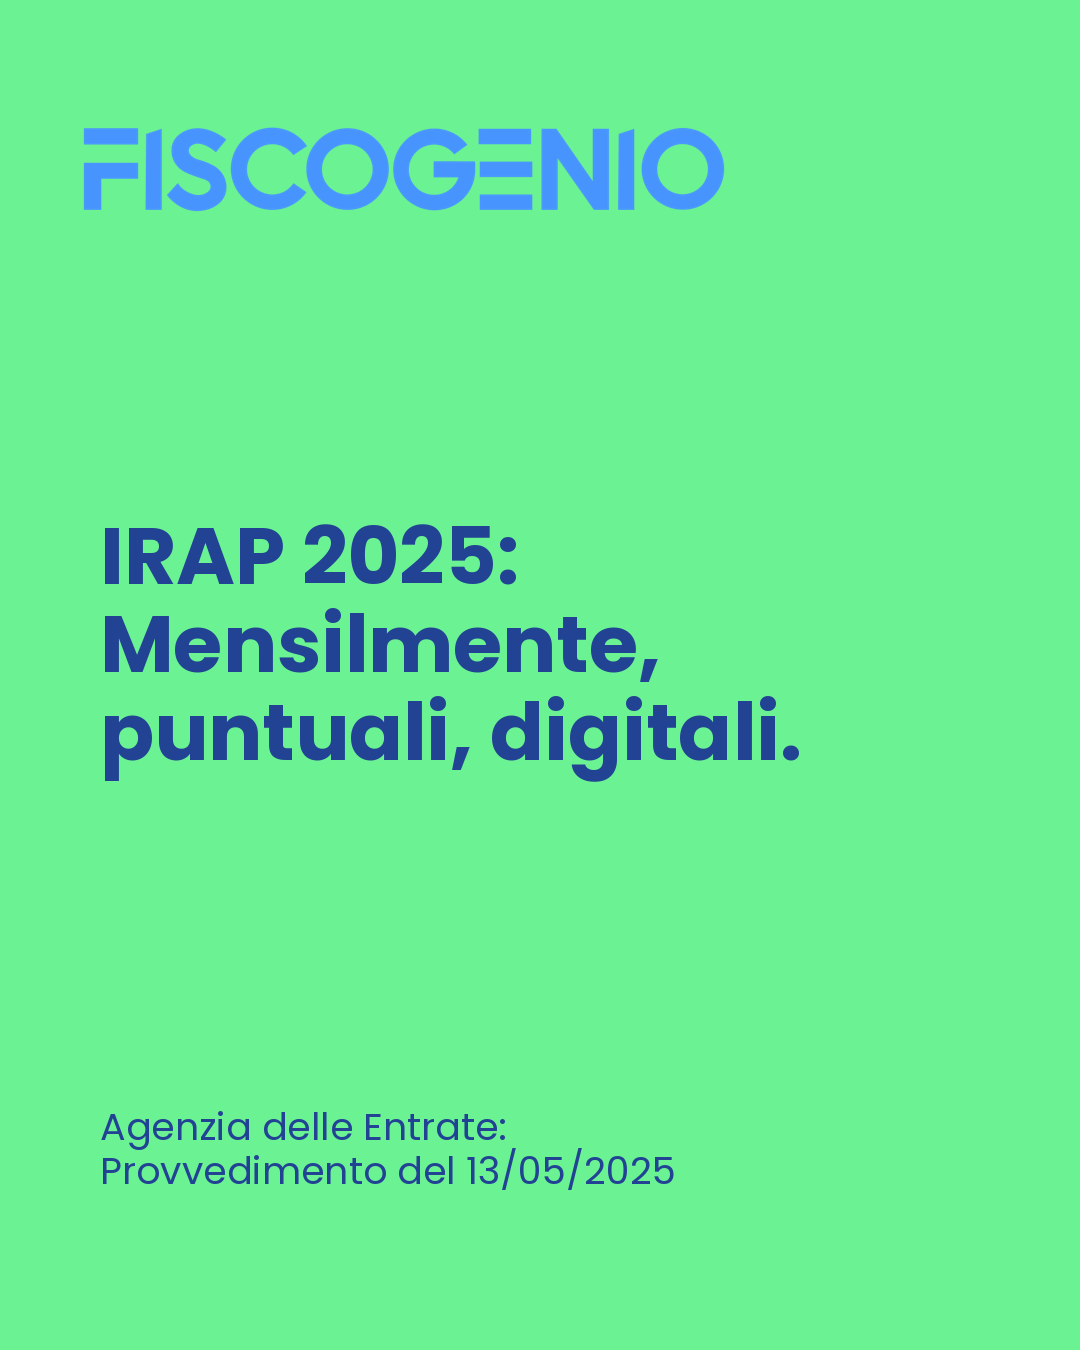 FISCOGENIO
IRAP 2025:
Mensilmente,
puntuali, digitali.
Agenzia delle Entrate:
Provvedimento del 13/05/2025